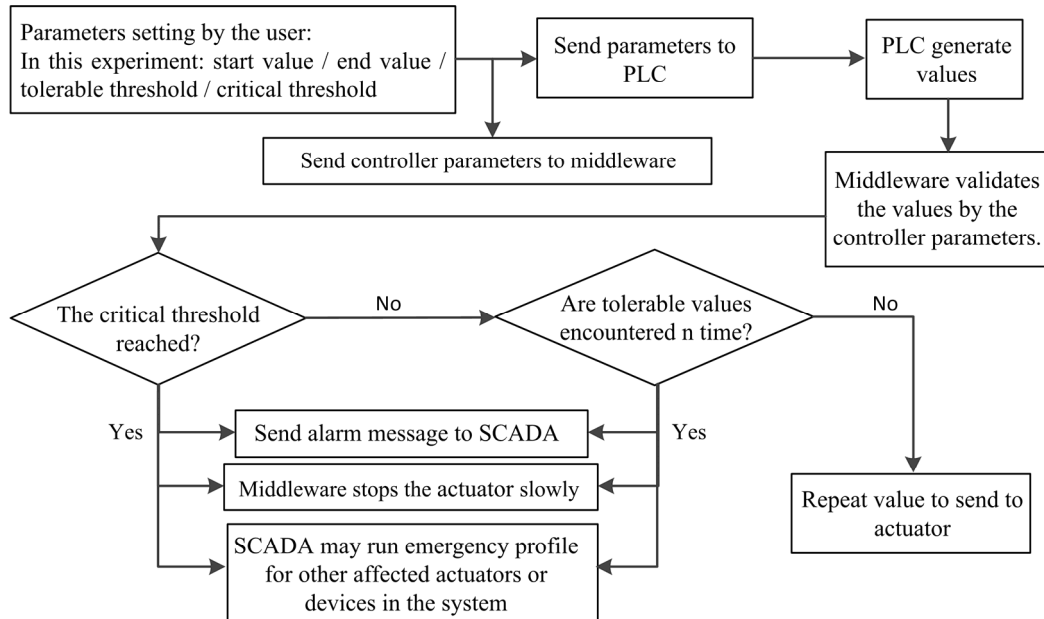 Parameters setting by the user:
In this experiment: start value / end value /
tolerable threshold / critical threshold
Send parameters to
PLC
PLC generate
values
Send controller parameters to middleware
Middleware validates
the values by the
controller parameters.
The critical threshold
reached?
No
Are tolerable values
encountered n time?
No
Yes
Send alarm message to SCADA
Yes
Middleware stops the actuator slowly
Repeat value to send to
actuator
SCADA may run emergency profile
for other affected actuators or
devices in the system